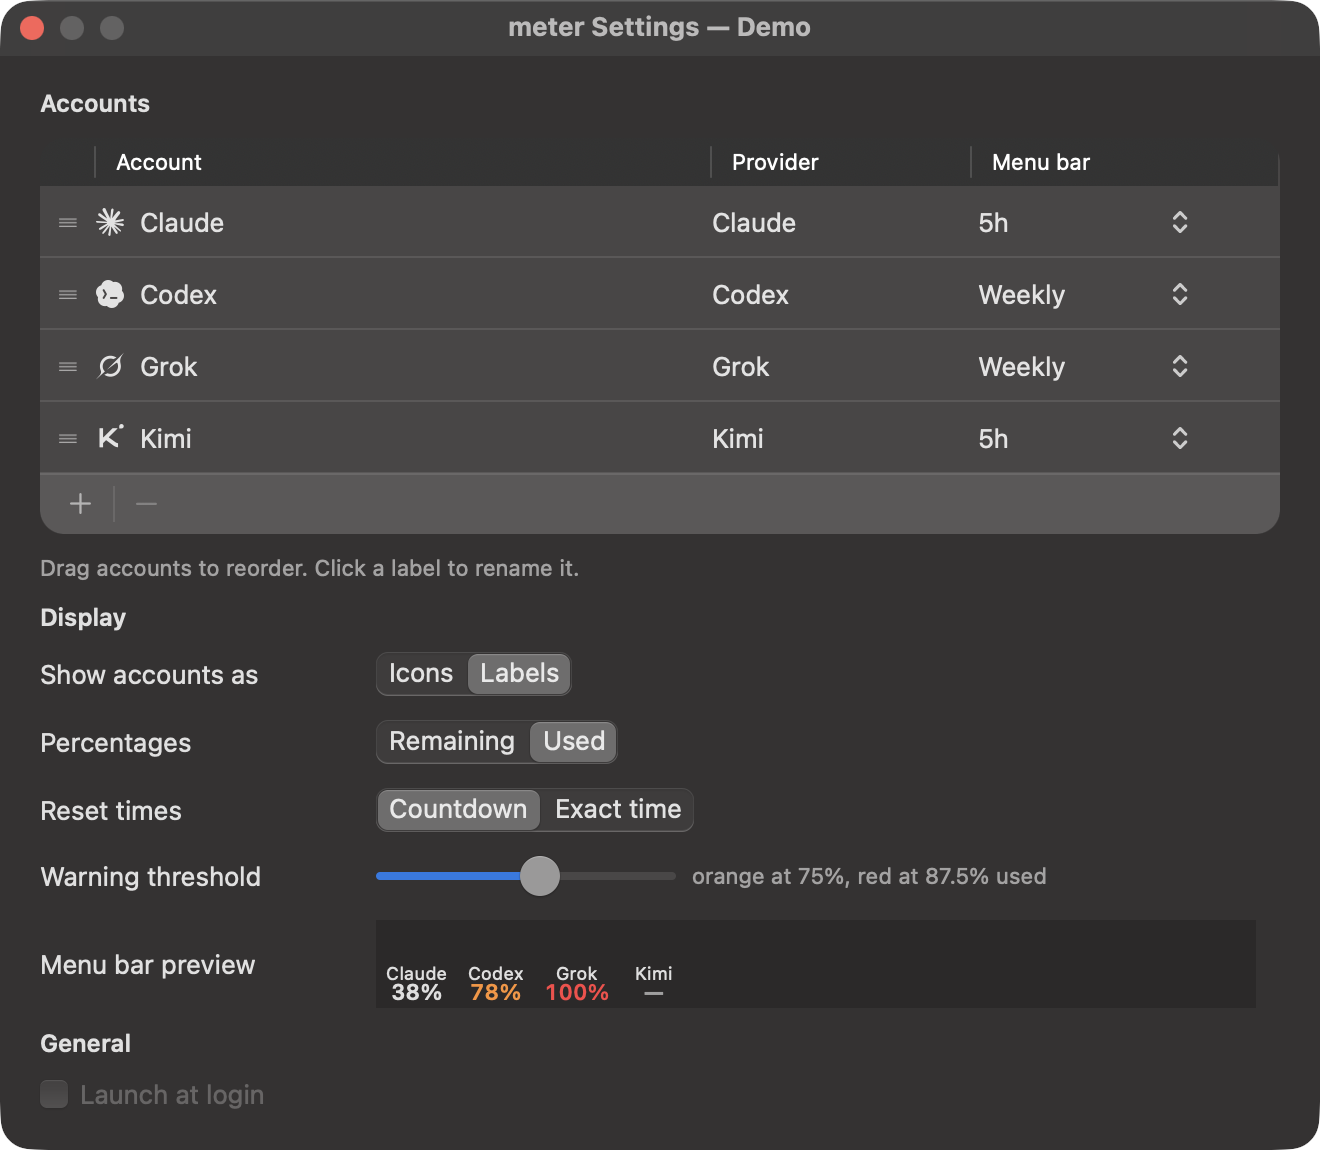 meter Settings — Demo
Accounts
Account Provider Menu bar
Claude Claude 5h
Codex Codex Weekly
Grok Grok Weekly
Kimi Kimi 5h
Drag accounts to reorder. Click a label to rename it.
Display
Show accounts as Icons Labels
Percentages Remaining Used
Reset times Countdown Exact time
Warning threshold orange at 75%, red at 87.5% used
Menu bar preview
Claude Codex Grok Kimi
38% 78% 100% —
General
Launch at login